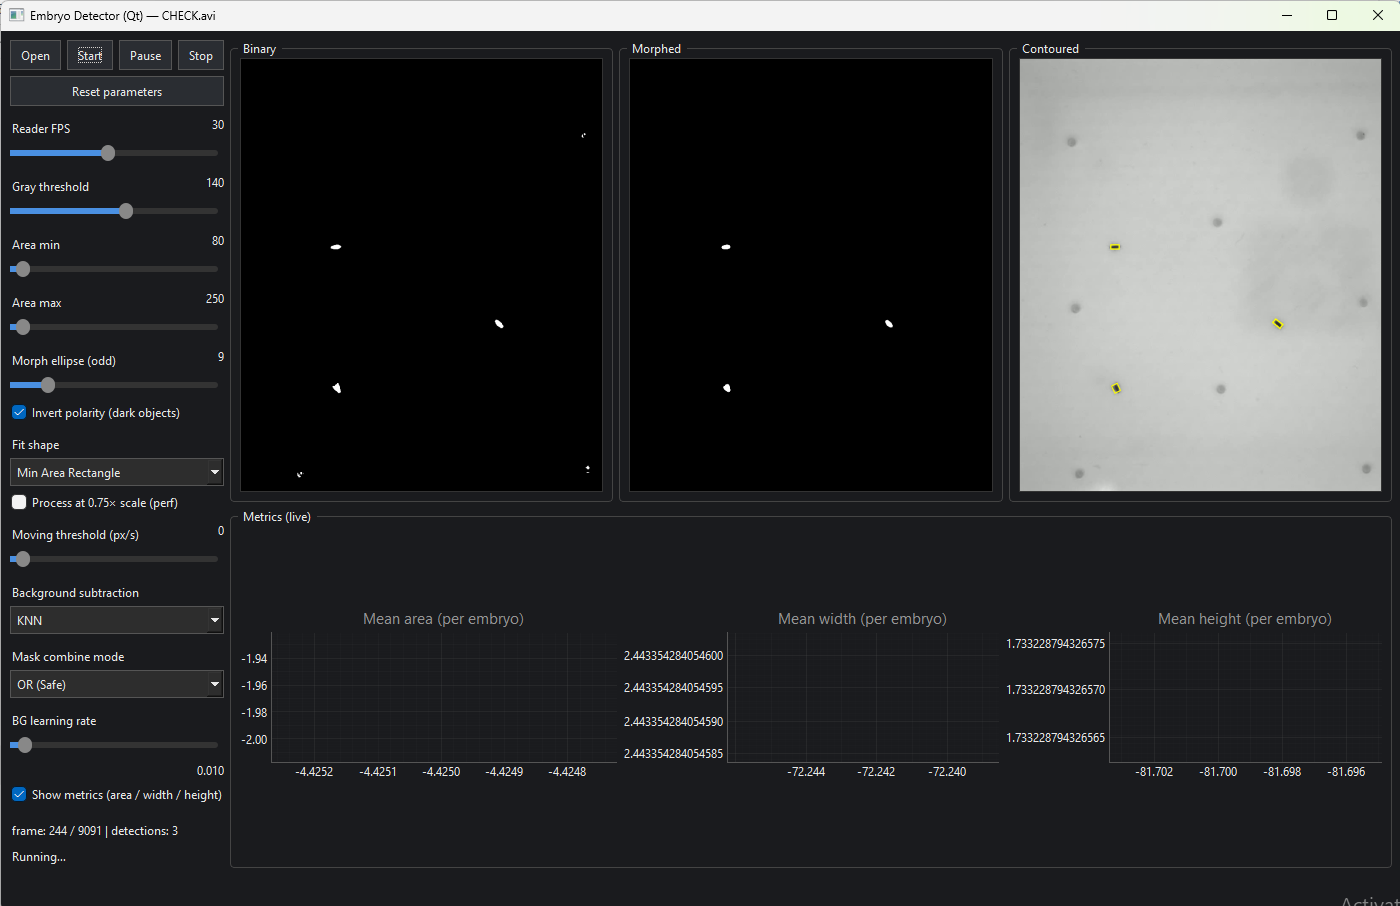 Embryo Detector (Qt) — CHECK.avi
Open Start Pause Stop
Reset parameters
Reader FPS 30
Gray threshold 140
Area min 80
Area max 250
Morph ellipse (odd) 9
Invert polarity (dark objects)
Fit shape
Min Area Rectangle
Process at 0.75× scale (perf)
Moving threshold (px/s) 0
Background subtraction
KNN
Mask combine mode
OR (Safe)
BG learning rate
0.010
Show metrics (area / width / height)
frame: 244 / 9091 | detections: 3
Running...
Binary
Morphed
Contoured
Metrics (live)
Mean area (per embryo)
-1.94
-1.96
-1.98
-2.00
-4.4252 -4.4251 -4.4250 -4.4249 -4.4248
Mean width (per embryo)
2.443354284054600
2.443354284054595
2.443354284054590
2.443354284054585
-72.244 -72.242 -72.240
Mean height (per embryo)
1.733228794326575
1.733228794326570
1.733228794326565
-81.702 -81.700 -81.698 -81.696
Activat